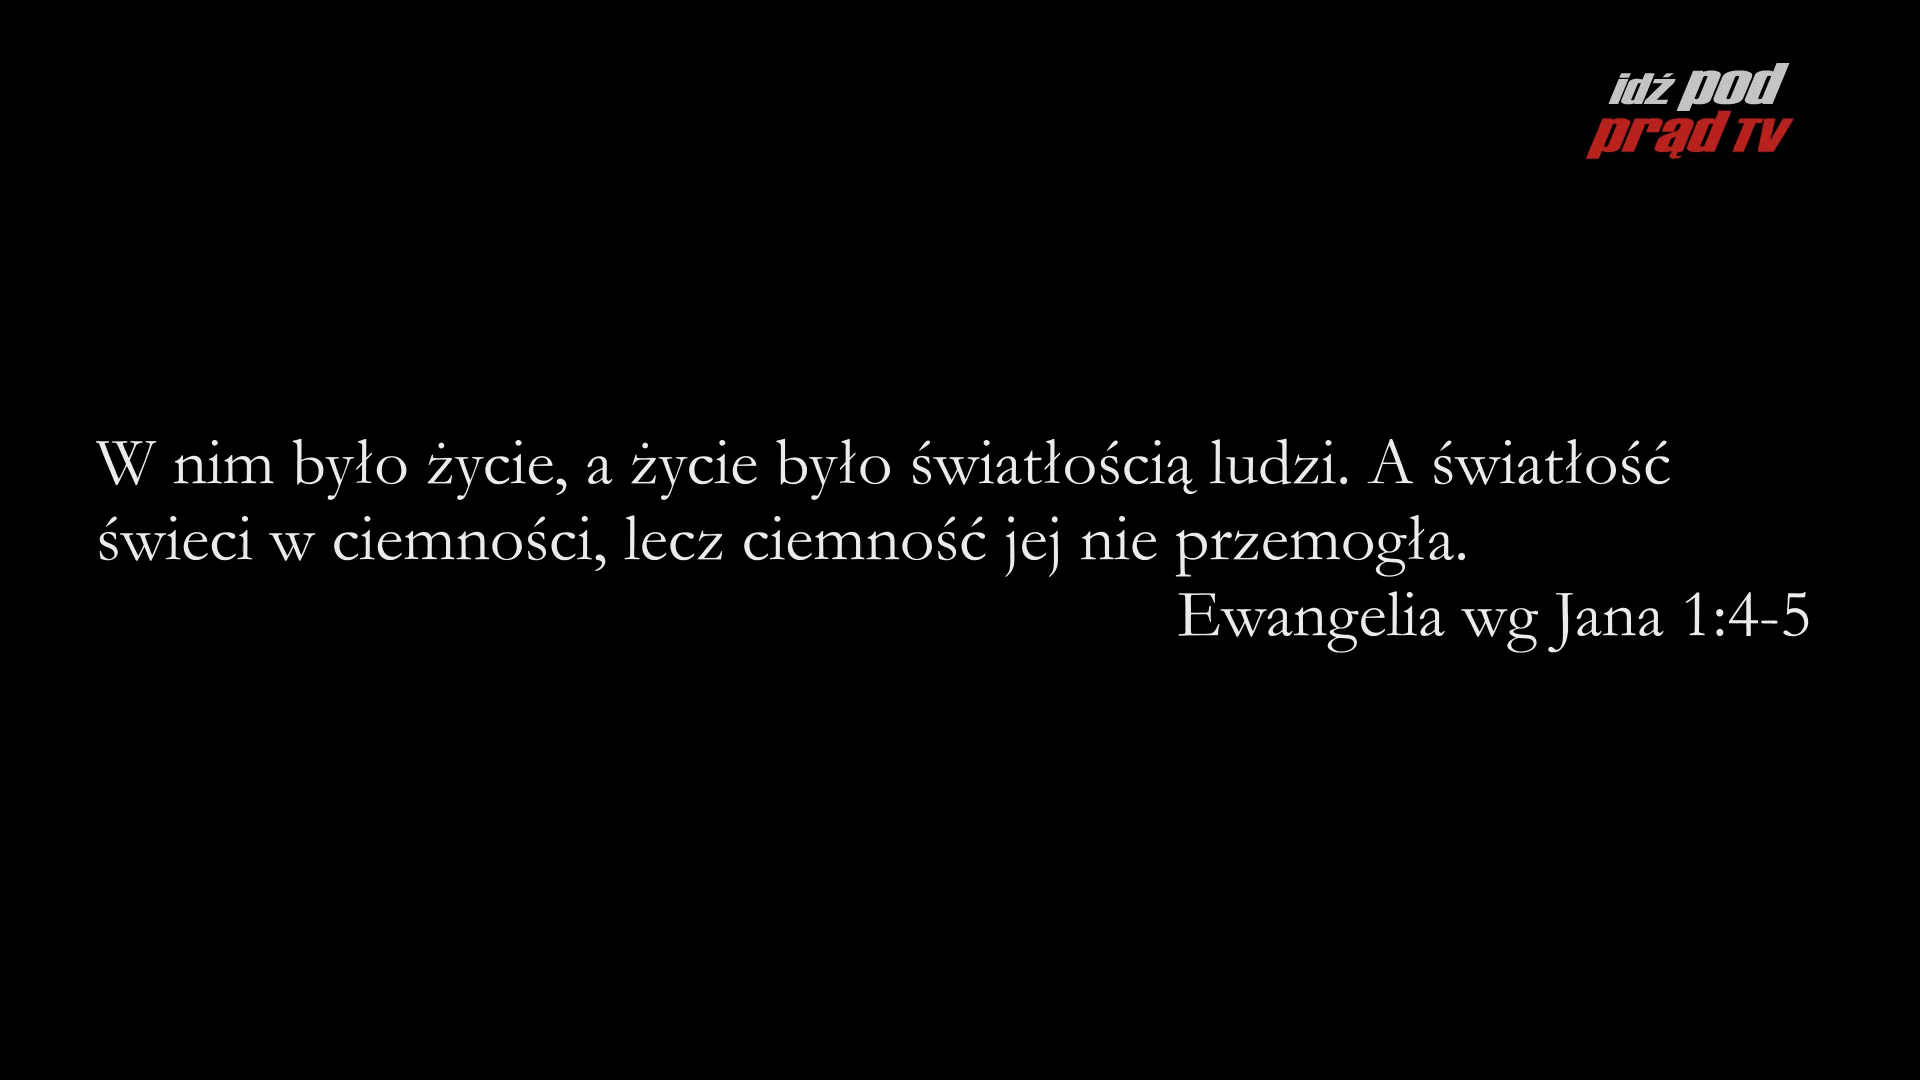 idź pod
prąd TV
W nim było życie, a życie było światłością ludzi. A światłość
świeci w ciemności, lecz ciemność jej nie przemogła.
Ewangelia wg Jana 1:4-5